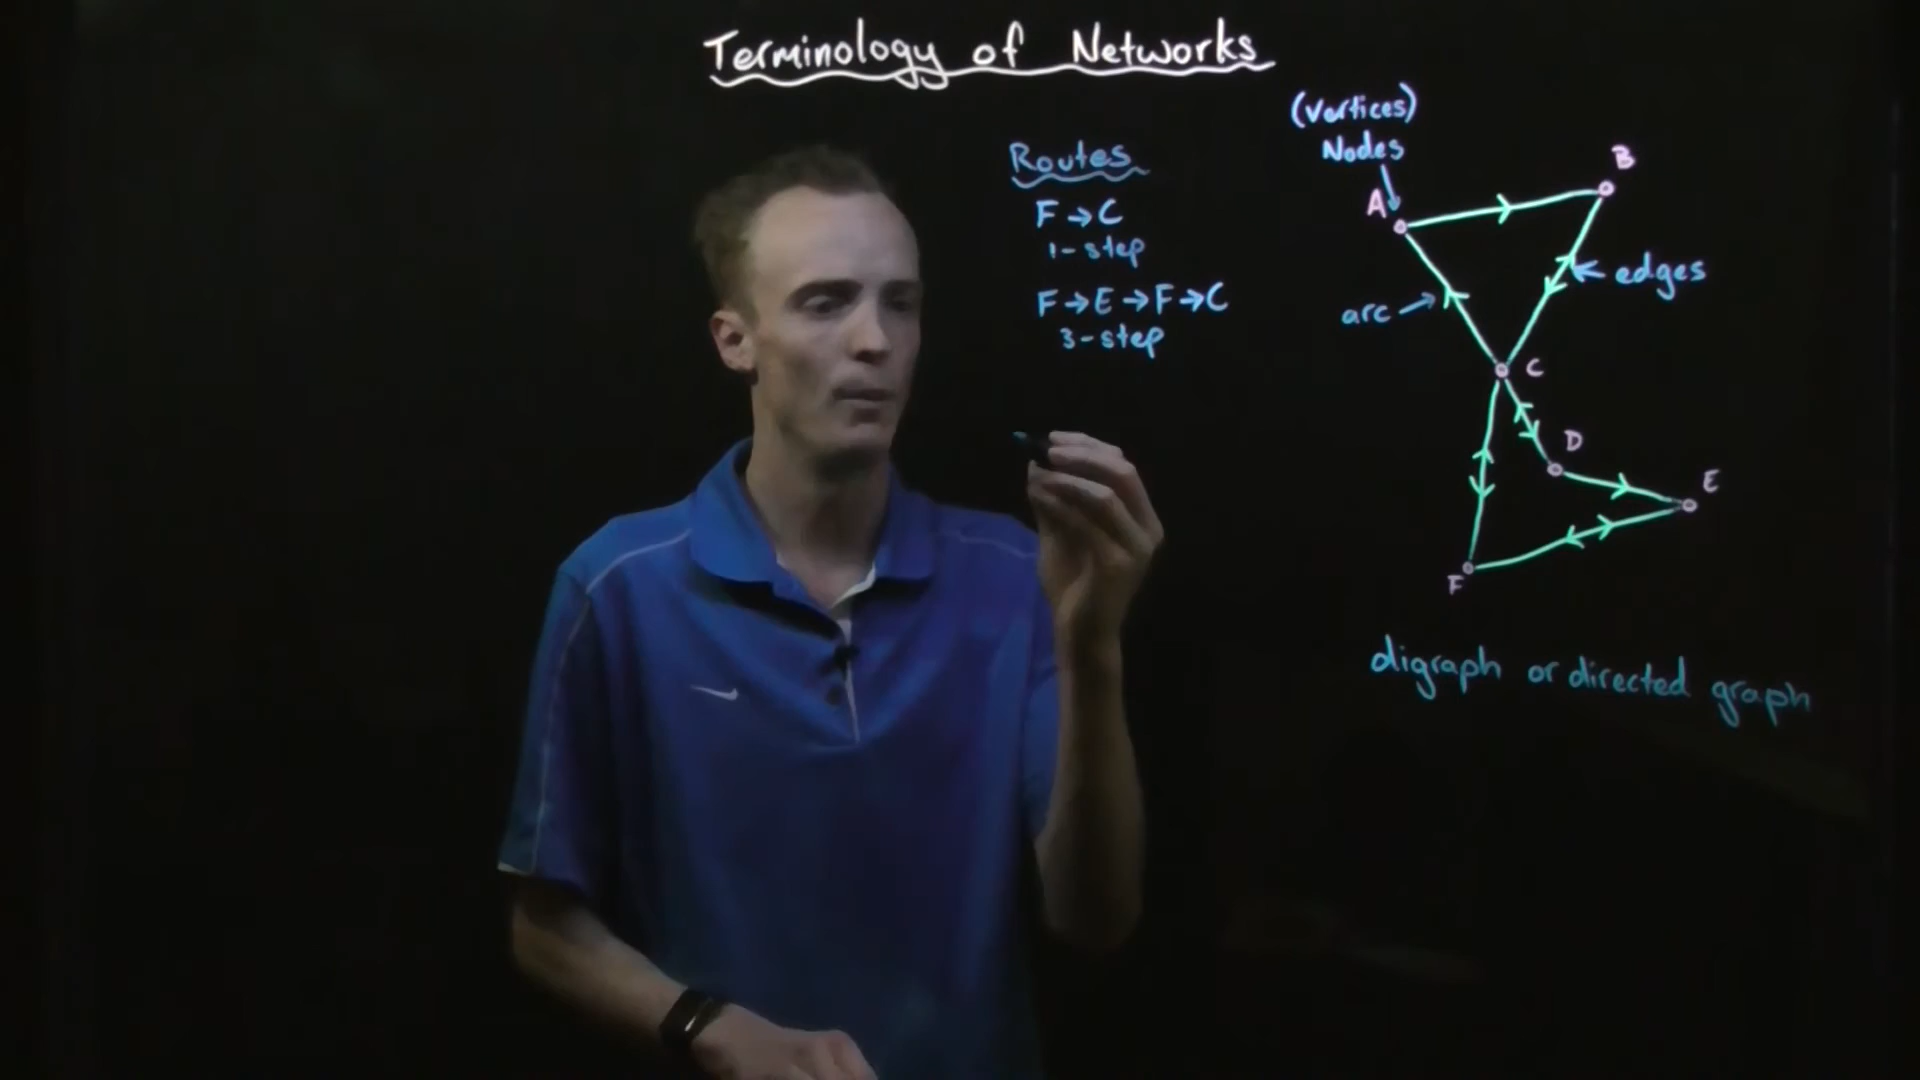 Terminology of Networks
Routes
F→C
1-step
F→E→F→C
3-step
(Vertices)
Nodes
A
B
arc
edges
C
D
E
F
digraph or directed graph